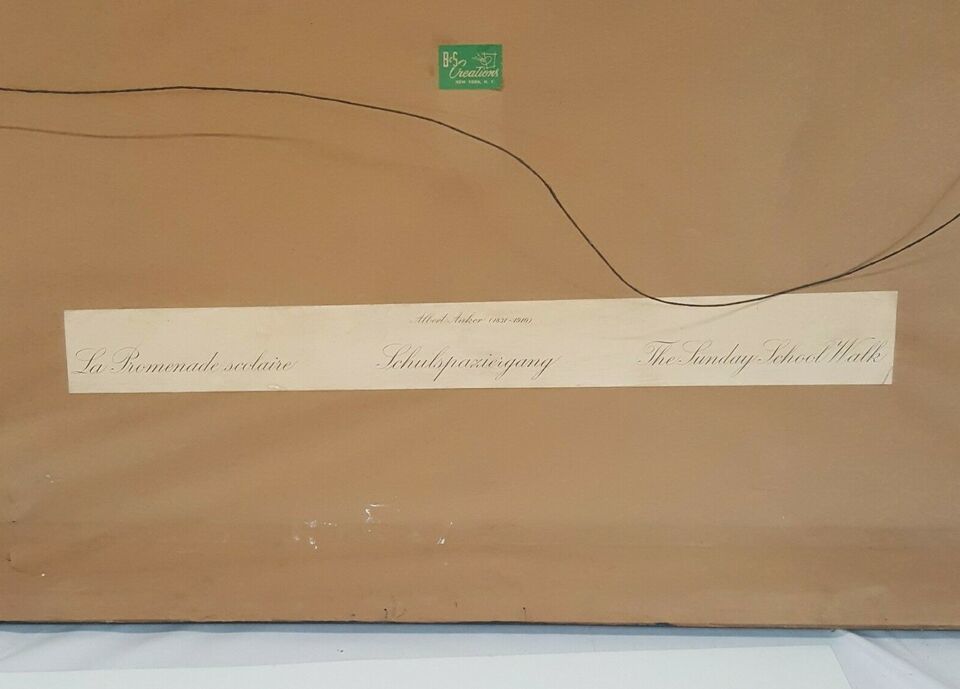 B&S
Creations
NEW YORK, N. Y.
Albert Anker (1831-1910)
La Promenade scolaire Schulspaziergang The Sunday-School Walk